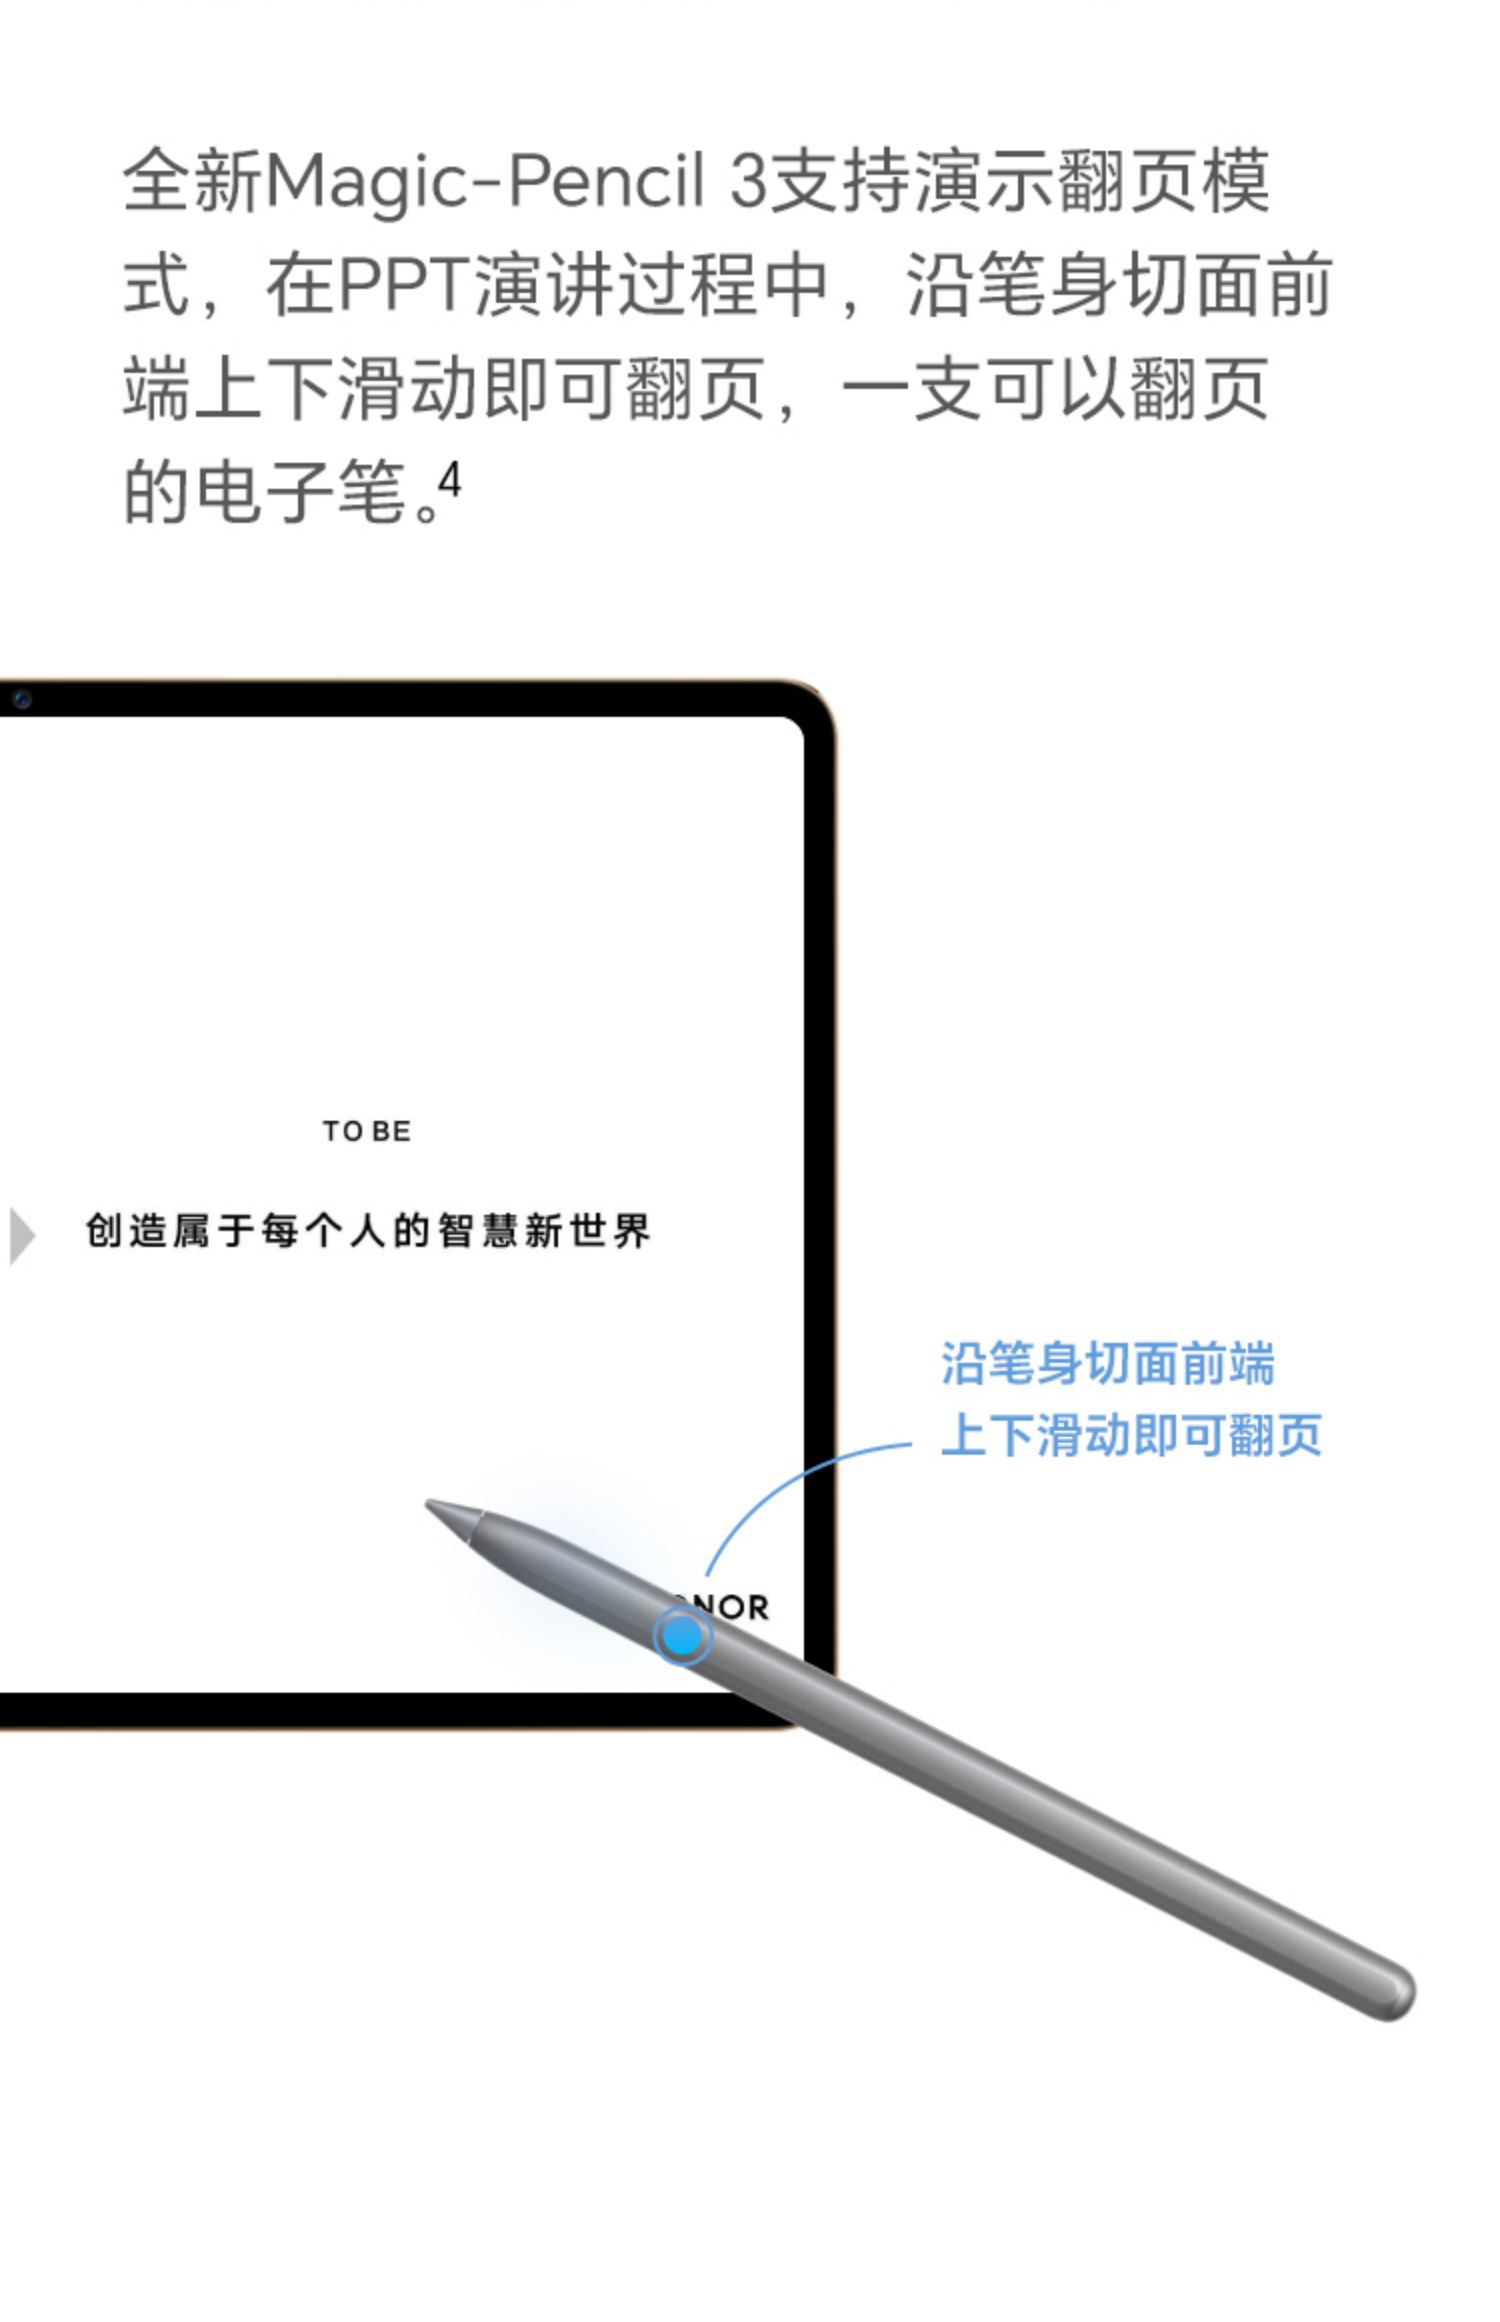 全新Magic-Pencil 3支持演示翻页模
式，在PPT演讲过程中，沿笔身切面前
端上下滑动即可翻页，一支可以翻页
的电子笔。4
TO BE
创造属于每个人的智慧新世界
沿笔身切面前端
上下滑动即可翻页
ONOR